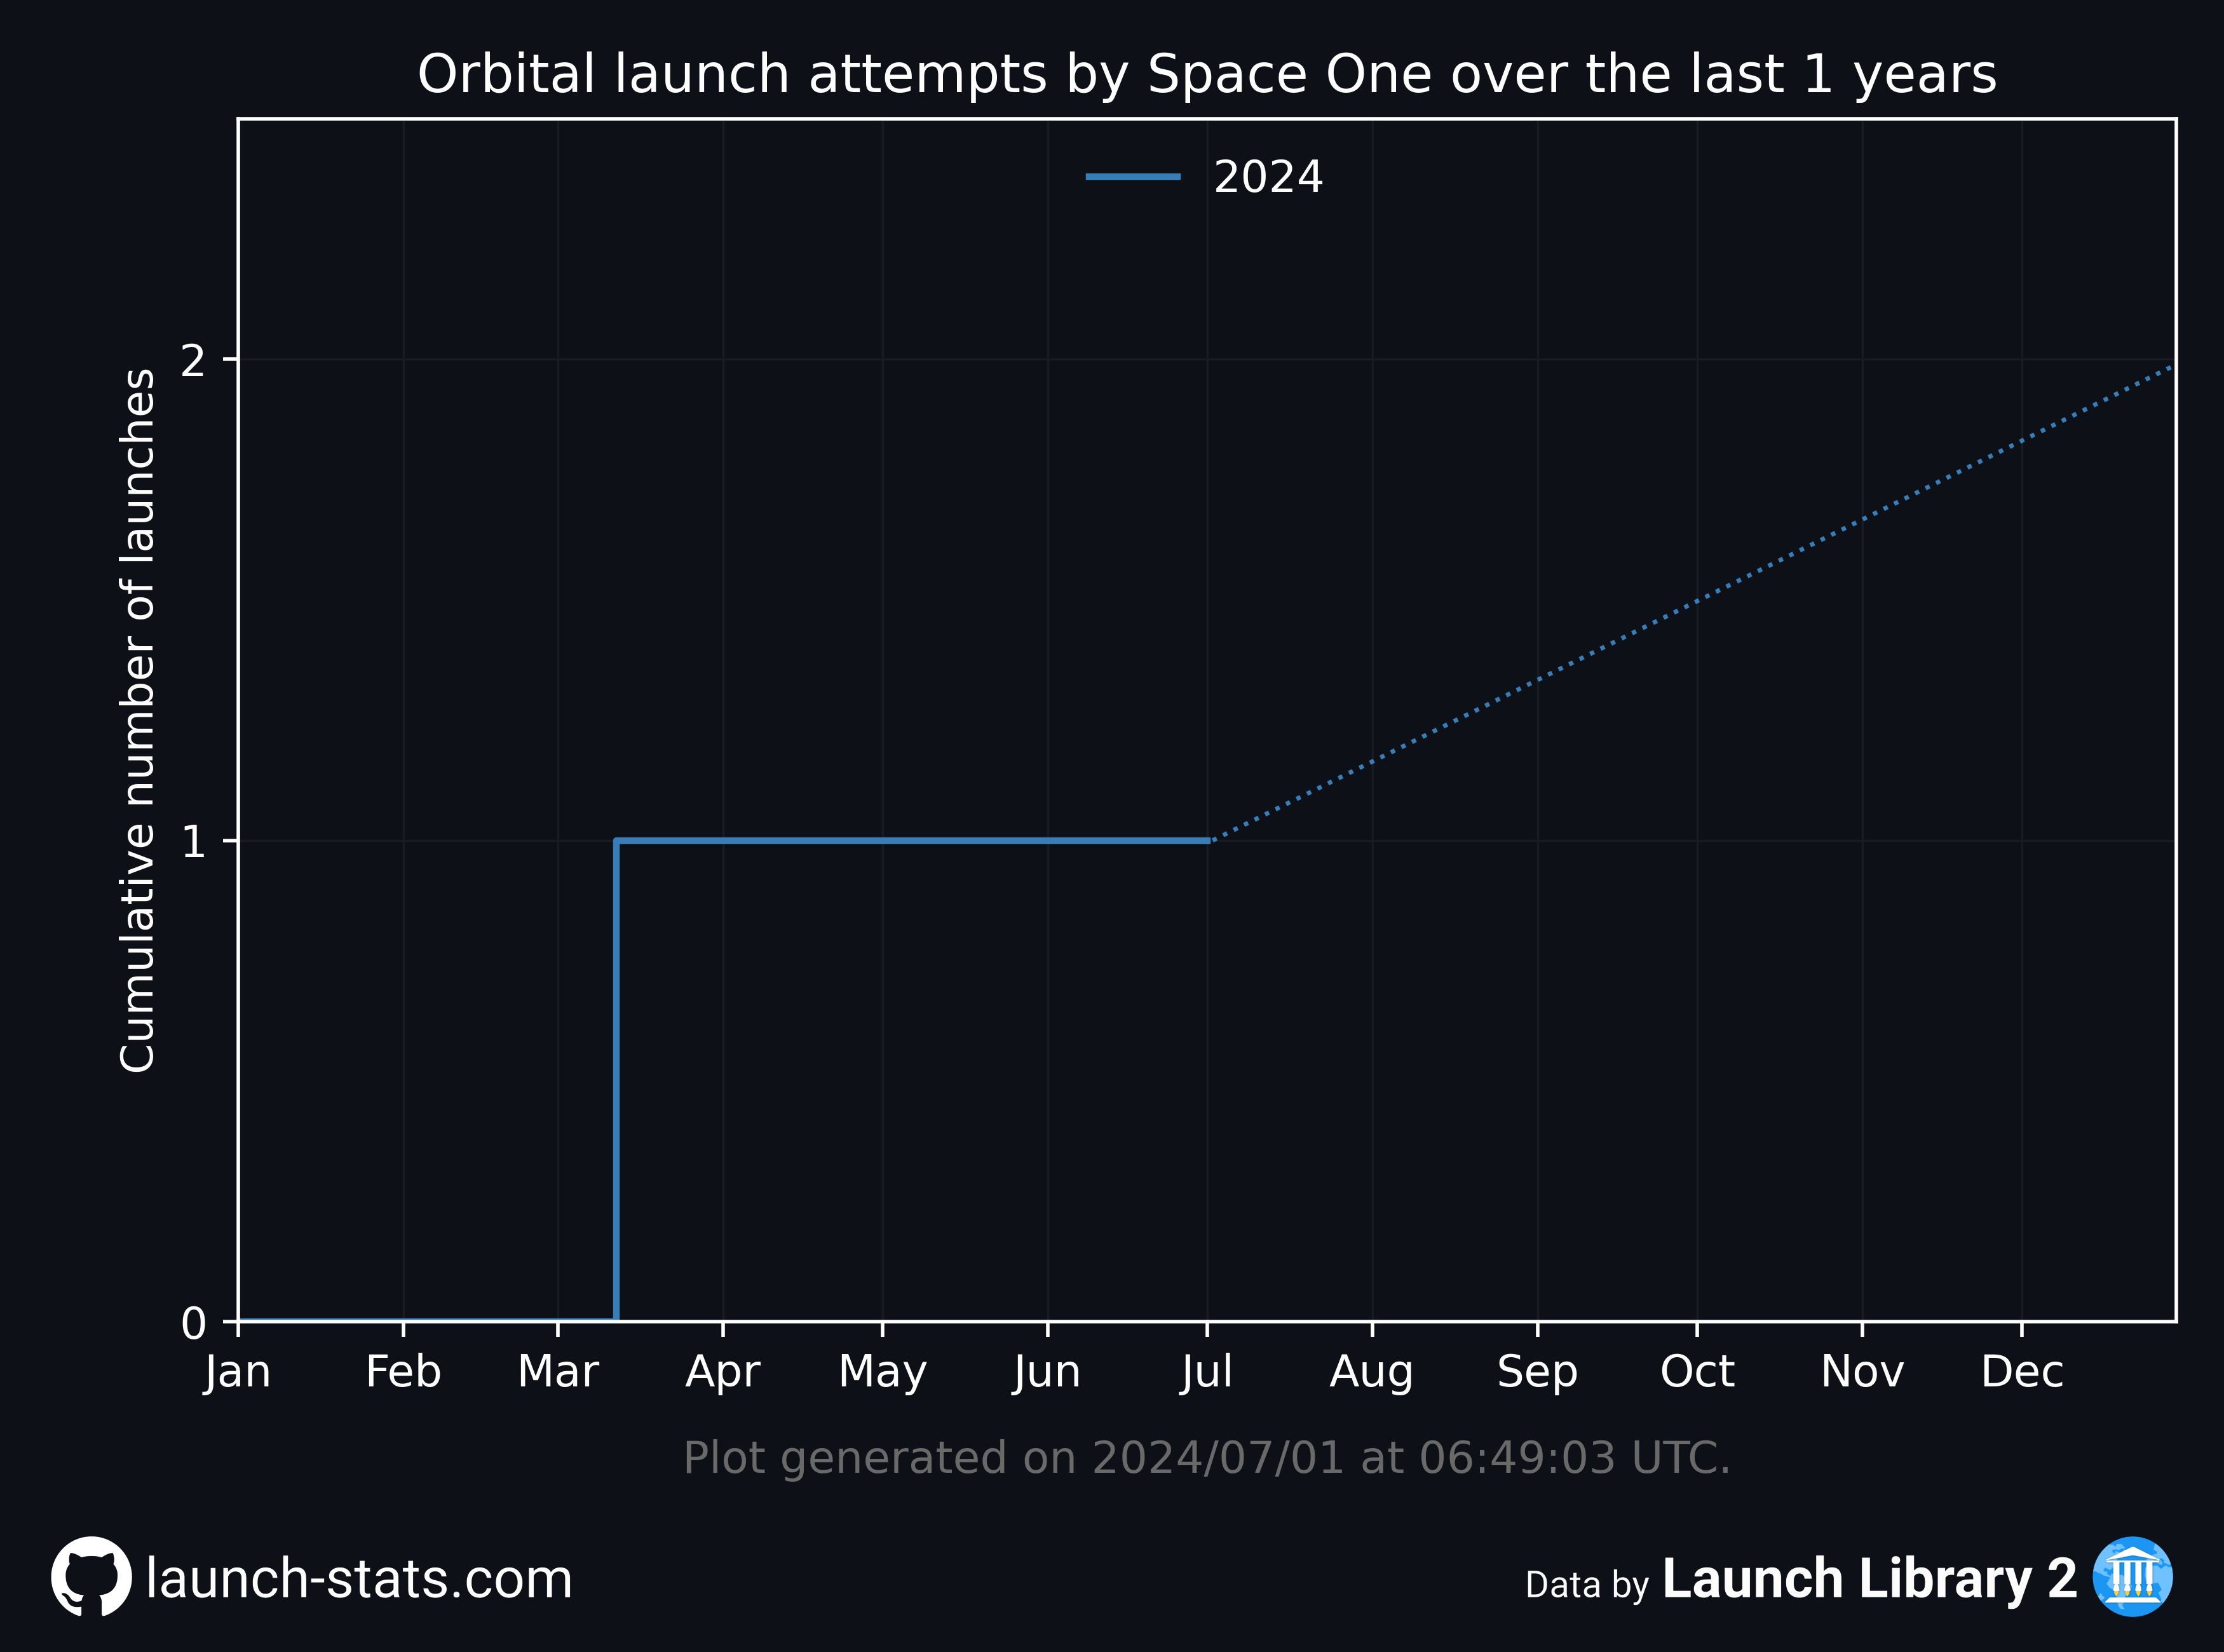 Orbital launch attempts by Space One over the last 1 years
2024
Cumulative number of launches
2
1
0
Jan Feb Mar Apr May Jun Jul Aug Sep Oct Nov Dec
Plot generated on 2024/07/01 at 06:49:03 UTC.
launch-stats.com
Data by Launch Library 2